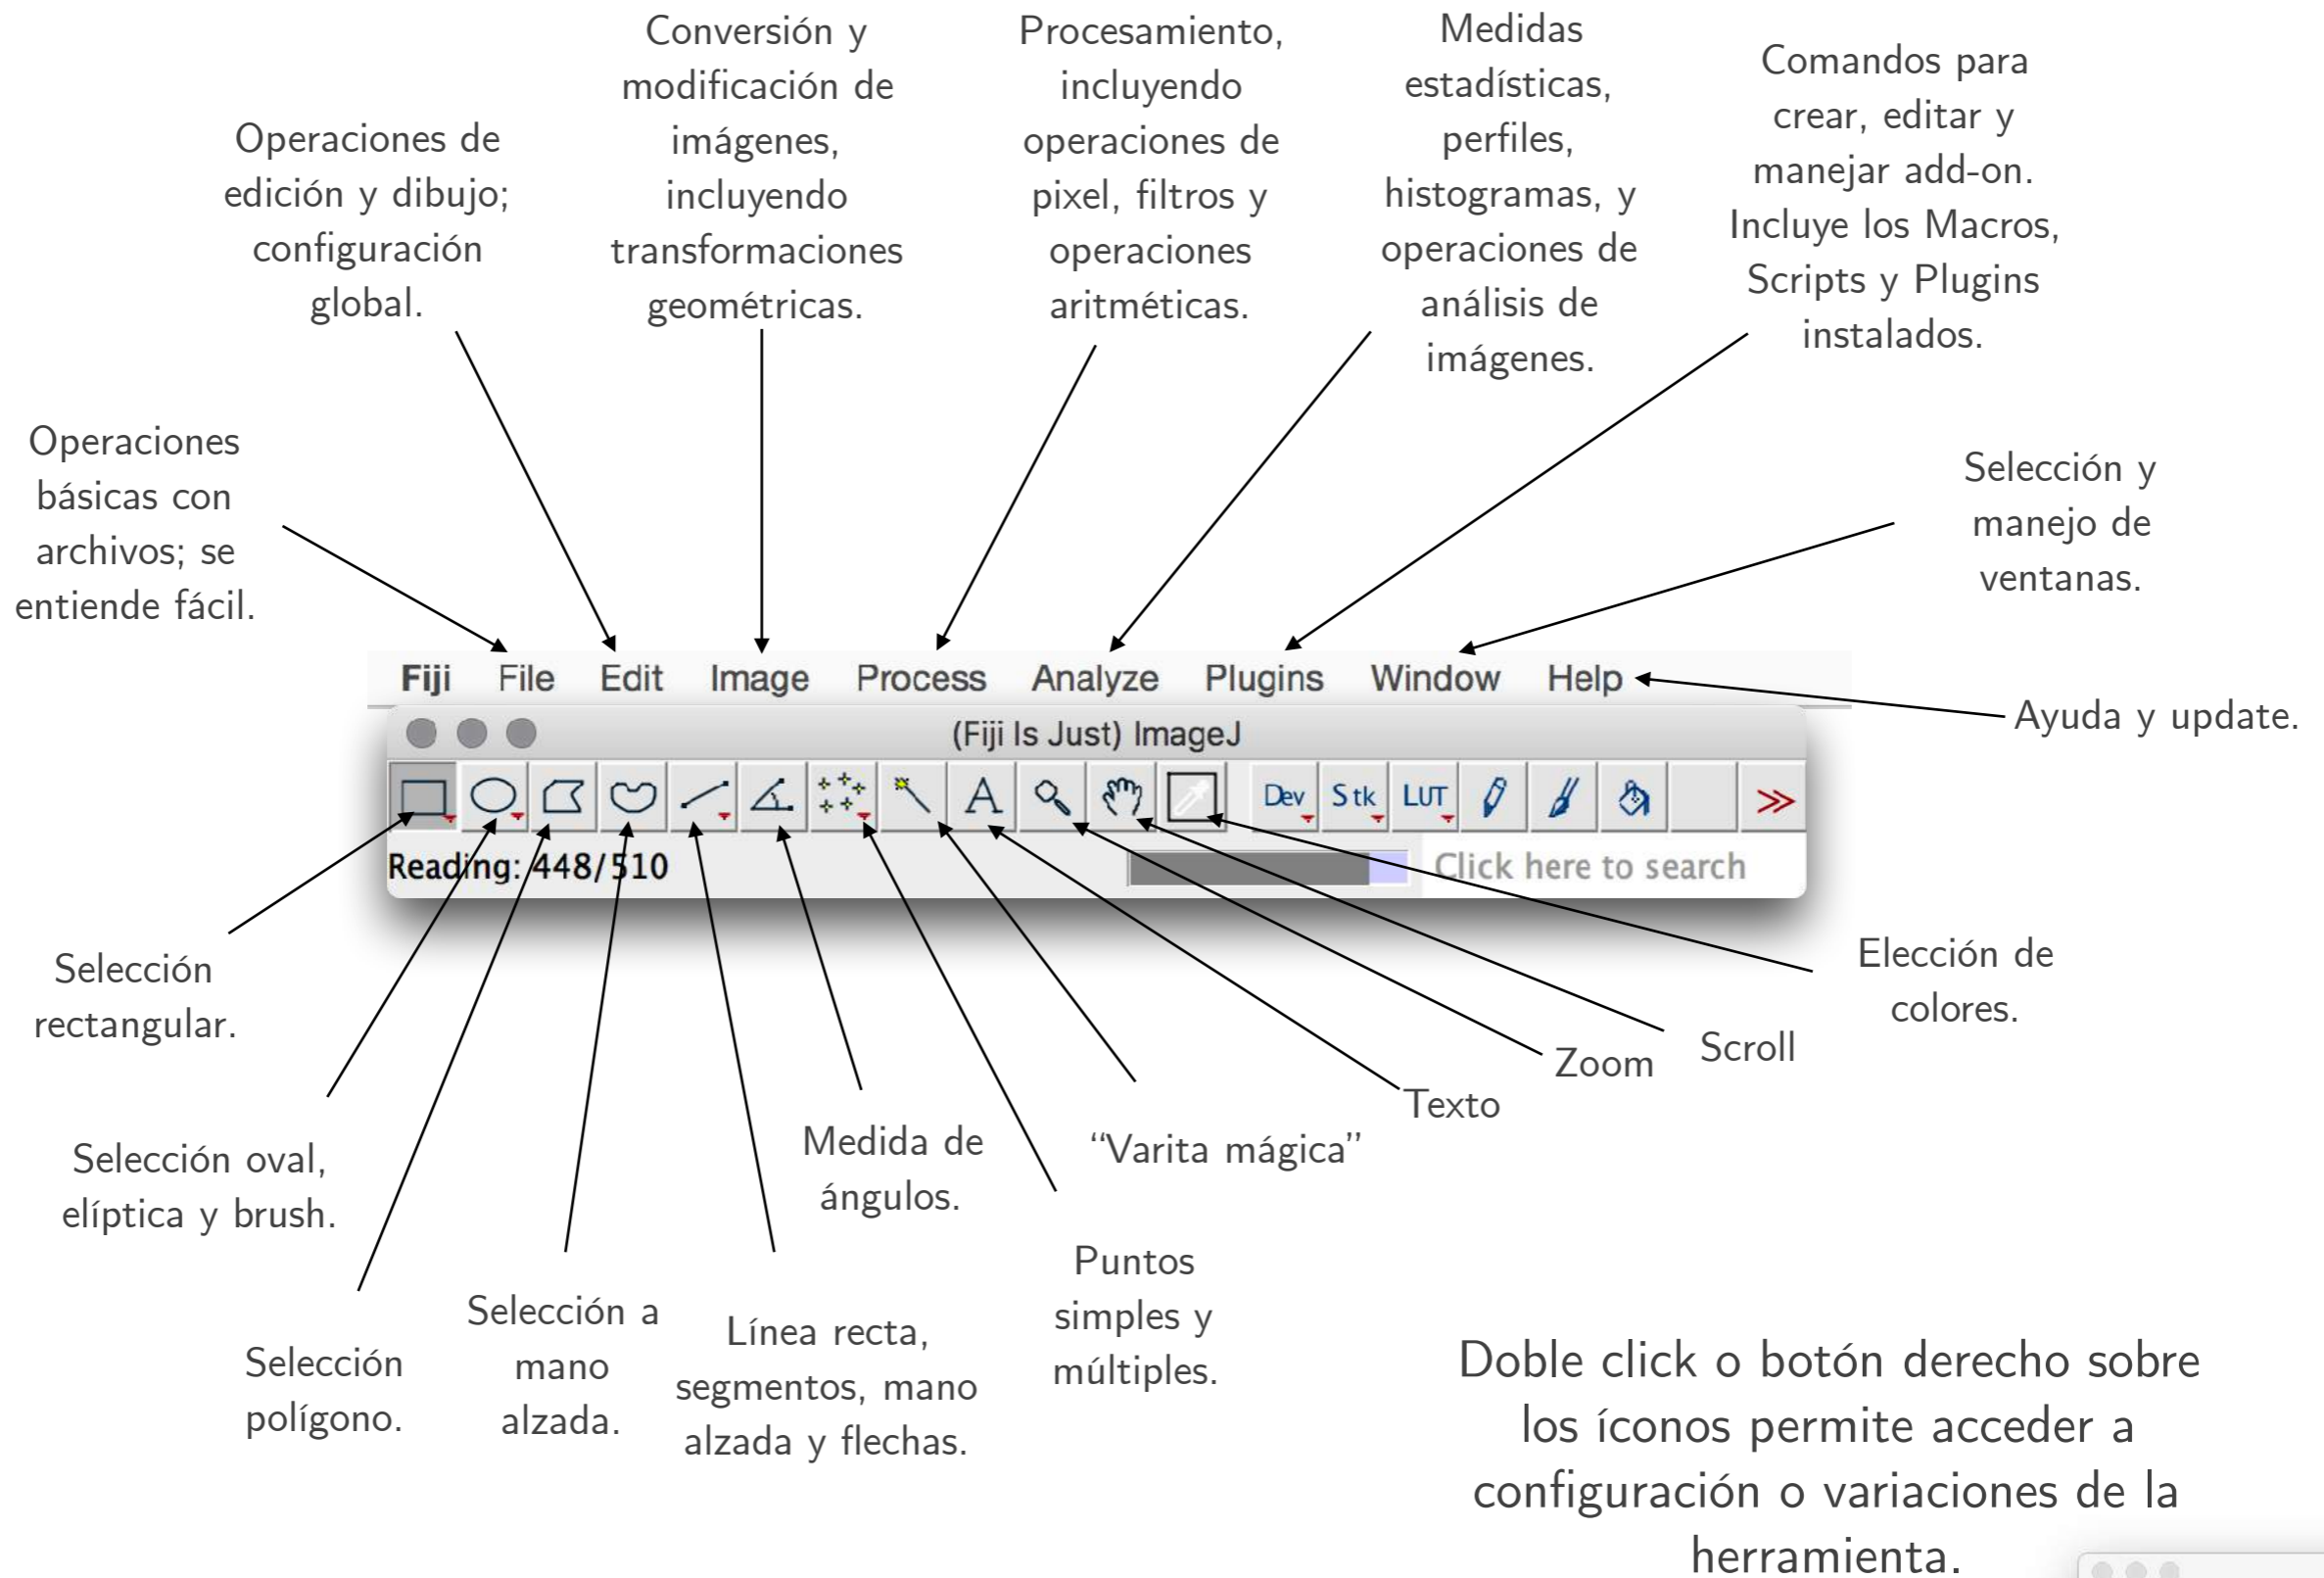 Operaciones
básicas con
archivos; se
entiende fácil.
Operaciones de
edición y dibujo;
configuración
global.
Conversión y
modificación de
imágenes,
incluyendo
transformaciones
geométricas.
Procesamiento,
incluyendo
operaciones de
pixel, filtros y
operaciones
aritméticas.
Medidas
estadísticas,
perfiles,
histogramas, y
operaciones de
análisis de
imágenes.
Comandos para
crear, editar y
manejar add-on.
Incluye los Macros,
Scripts y Plugins
instalados.
Selección y
manejo de
ventanas.
Ayuda y update.
Fiji File Edit Image Process Analyze Plugins Window Help
(Fiji Is Just) ImageJ
A Dev Stk LUT
Reading: 448/510 Click here to search
Selección
rectangular.
Selección oval,
elíptica y brush.
Selección
polígono.
Selección a
mano
alzada.
Línea recta,
segmentos, mano
alzada y flechas.
Medida de
ángulos.
Puntos
simples y
múltiples.
“Varita mágica”
Texto
Zoom
Scroll
Elección de
colores.
Doble click o botón derecho sobre
los íconos permite acceder a
configuración o variaciones de la
herramienta.